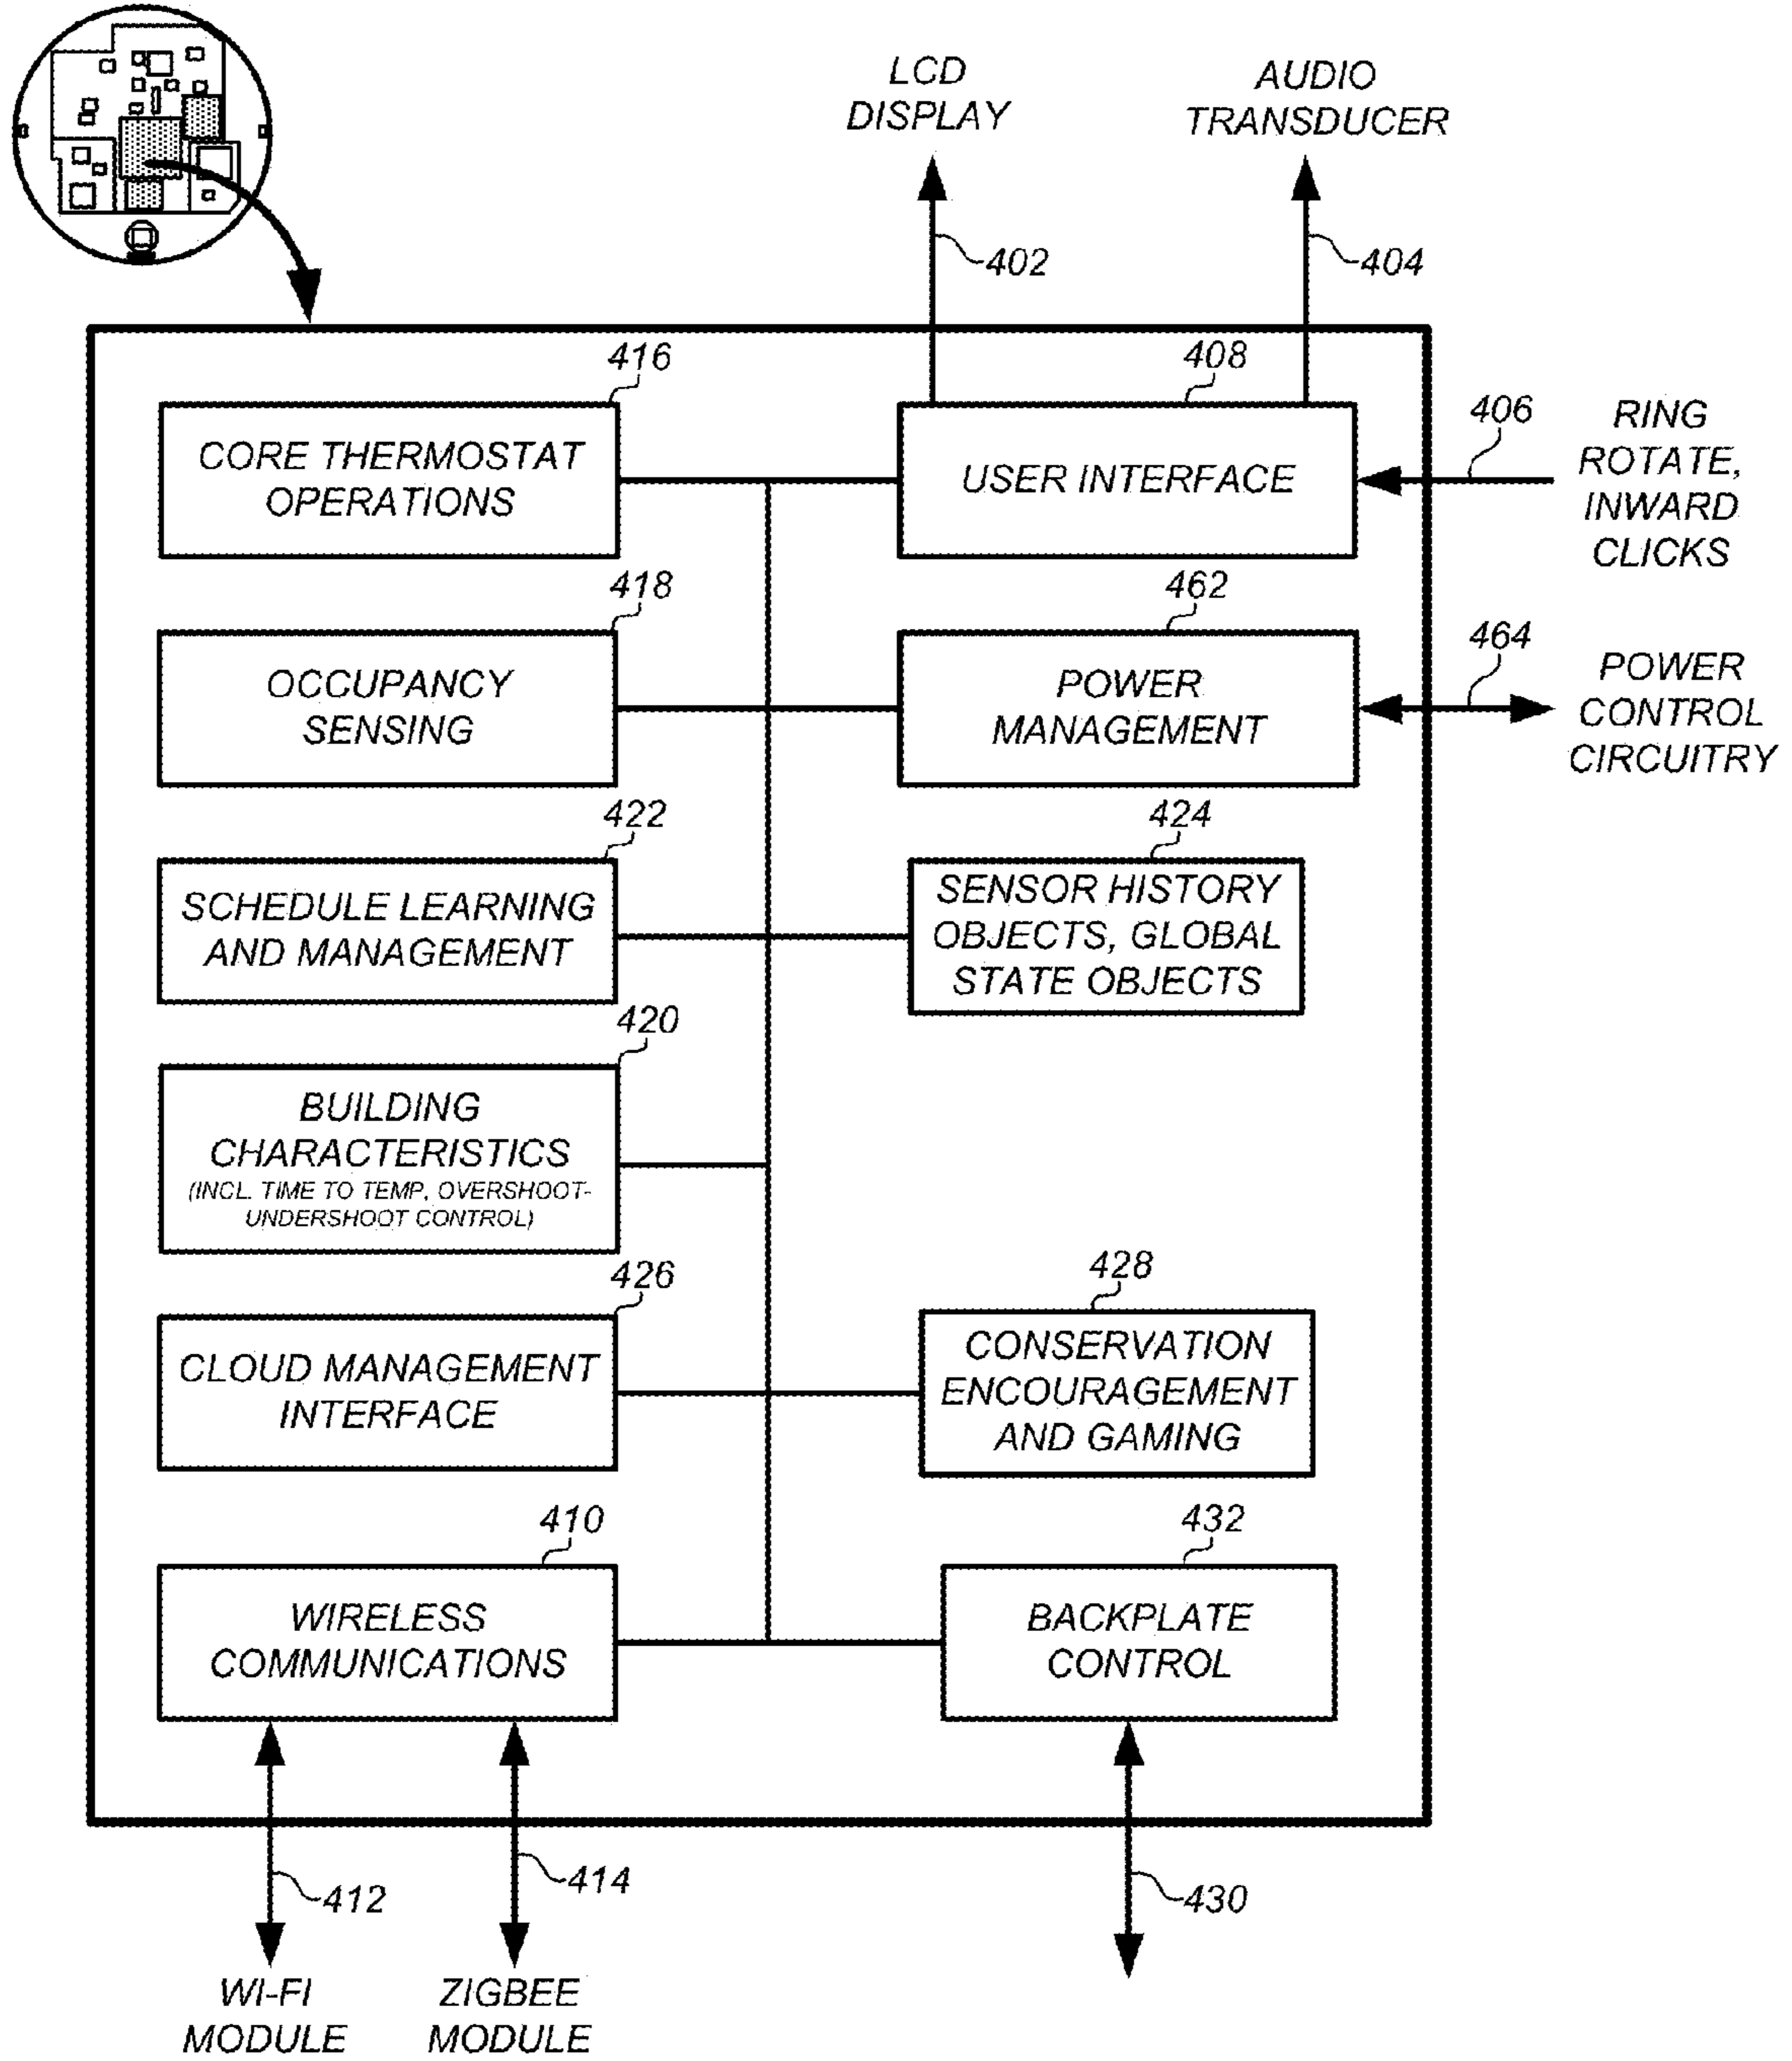 LCD
DISPLAY
AUDIO
TRANSDUCER
402
404
416
CORE THERMOSTAT
OPERATIONS
408
USER INTERFACE
406
RING
ROTATE,
INWARD
CLICKS
418
OCCUPANCY
SENSING
462
POWER
MANAGEMENT
464
POWER
CONTROL
CIRCUITRY
422
SCHEDULE LEARNING
AND MANAGEMENT
424
SENSOR HISTORY
OBJECTS, GLOBAL
STATE OBJECTS
420
BUILDING
CHARACTERISTICS
(INCL. TIME TO TEMP, OVERSHOOT-
UNDERSHOOT CONTROL)
426
CLOUD MANAGEMENT
INTERFACE
428
CONSERVATION
ENCOURAGEMENT
AND GAMING
410
WIRELESS
COMMUNICATIONS
432
BACKPLATE
CONTROL
412
414
430
WI-FI
MODULE
ZIGBEE
MODULE